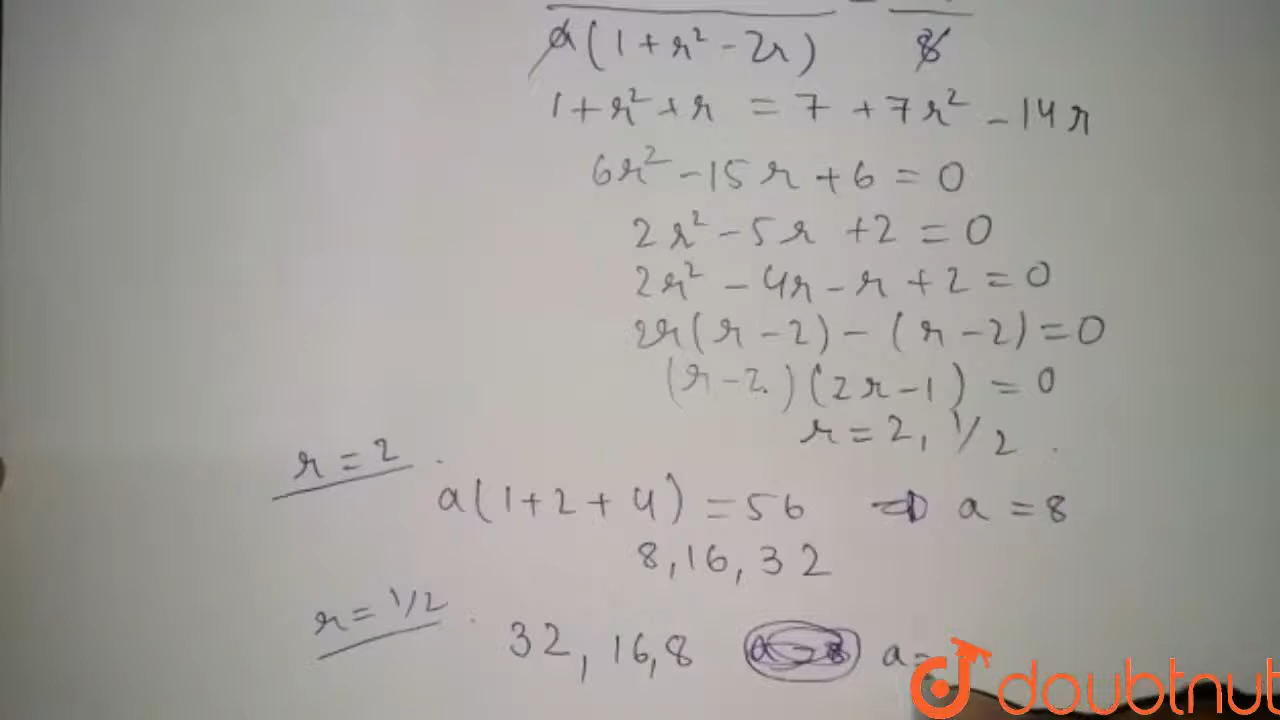 a(1+r²-2r) 8
1+r²+r = 7+7r²-14r
6r²-15r+6=0
2r²-5r+2=0
2r²-4r-r+2=0
2r(r-2)-(r-2)=0
(r-2)(2r-1)=0
r=2, 1/2.
r=2.
a(1+2+4)=56 ⇒ a=8
8,16,32
r=1/2.
32, 16,8 a=
doubtnut